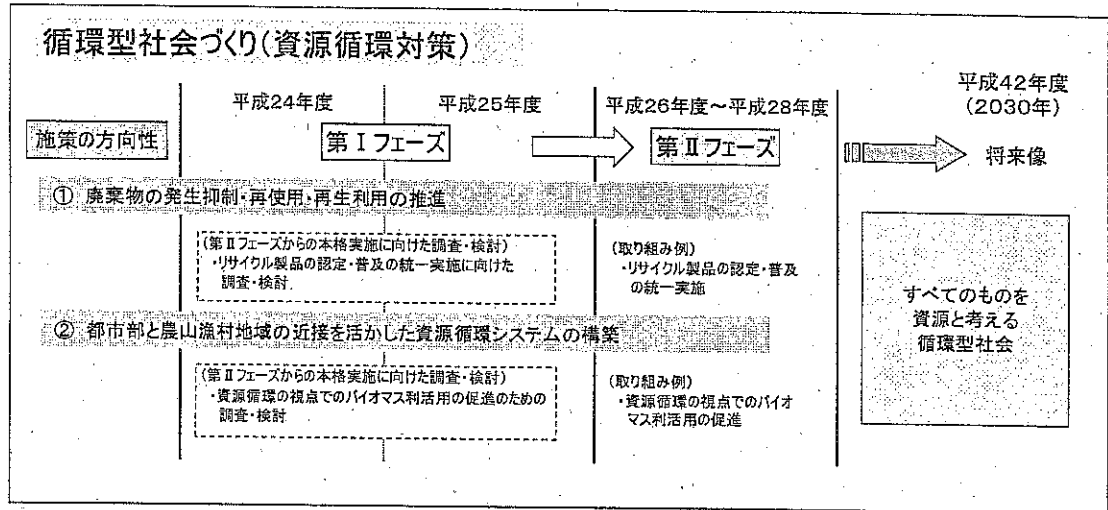 循環型社会づくり(資源循環対策)
平成24年度
平成25年度
平成26年度～平成28年度
平成42年度
(2030年)
施策の方向性
第Ⅰフェーズ
第Ⅱフェーズ
将来像
① 廃棄物の発生抑制・再使用・再生利用の推進
(第Ⅱフェーズからの本格実施に向けた調査・検討)
・リサイクル製品の認定・普及の統一実施に向けた
調査・検討
(取り組み例)
・リサイクル製品の認定・普及
の統一実施
すべてのものを
資源と考える
循環型社会
② 都市部と農山漁村地域の近接を活かした資源循環システムの構築
(第Ⅱフェーズからの本格実施に向けた調査・検討)
・資源循環の視点でのバイオマス利活用の促進のための
調査・検討
(取り組み例)
・資源循環の視点でのバイオ
マス利活用の促進